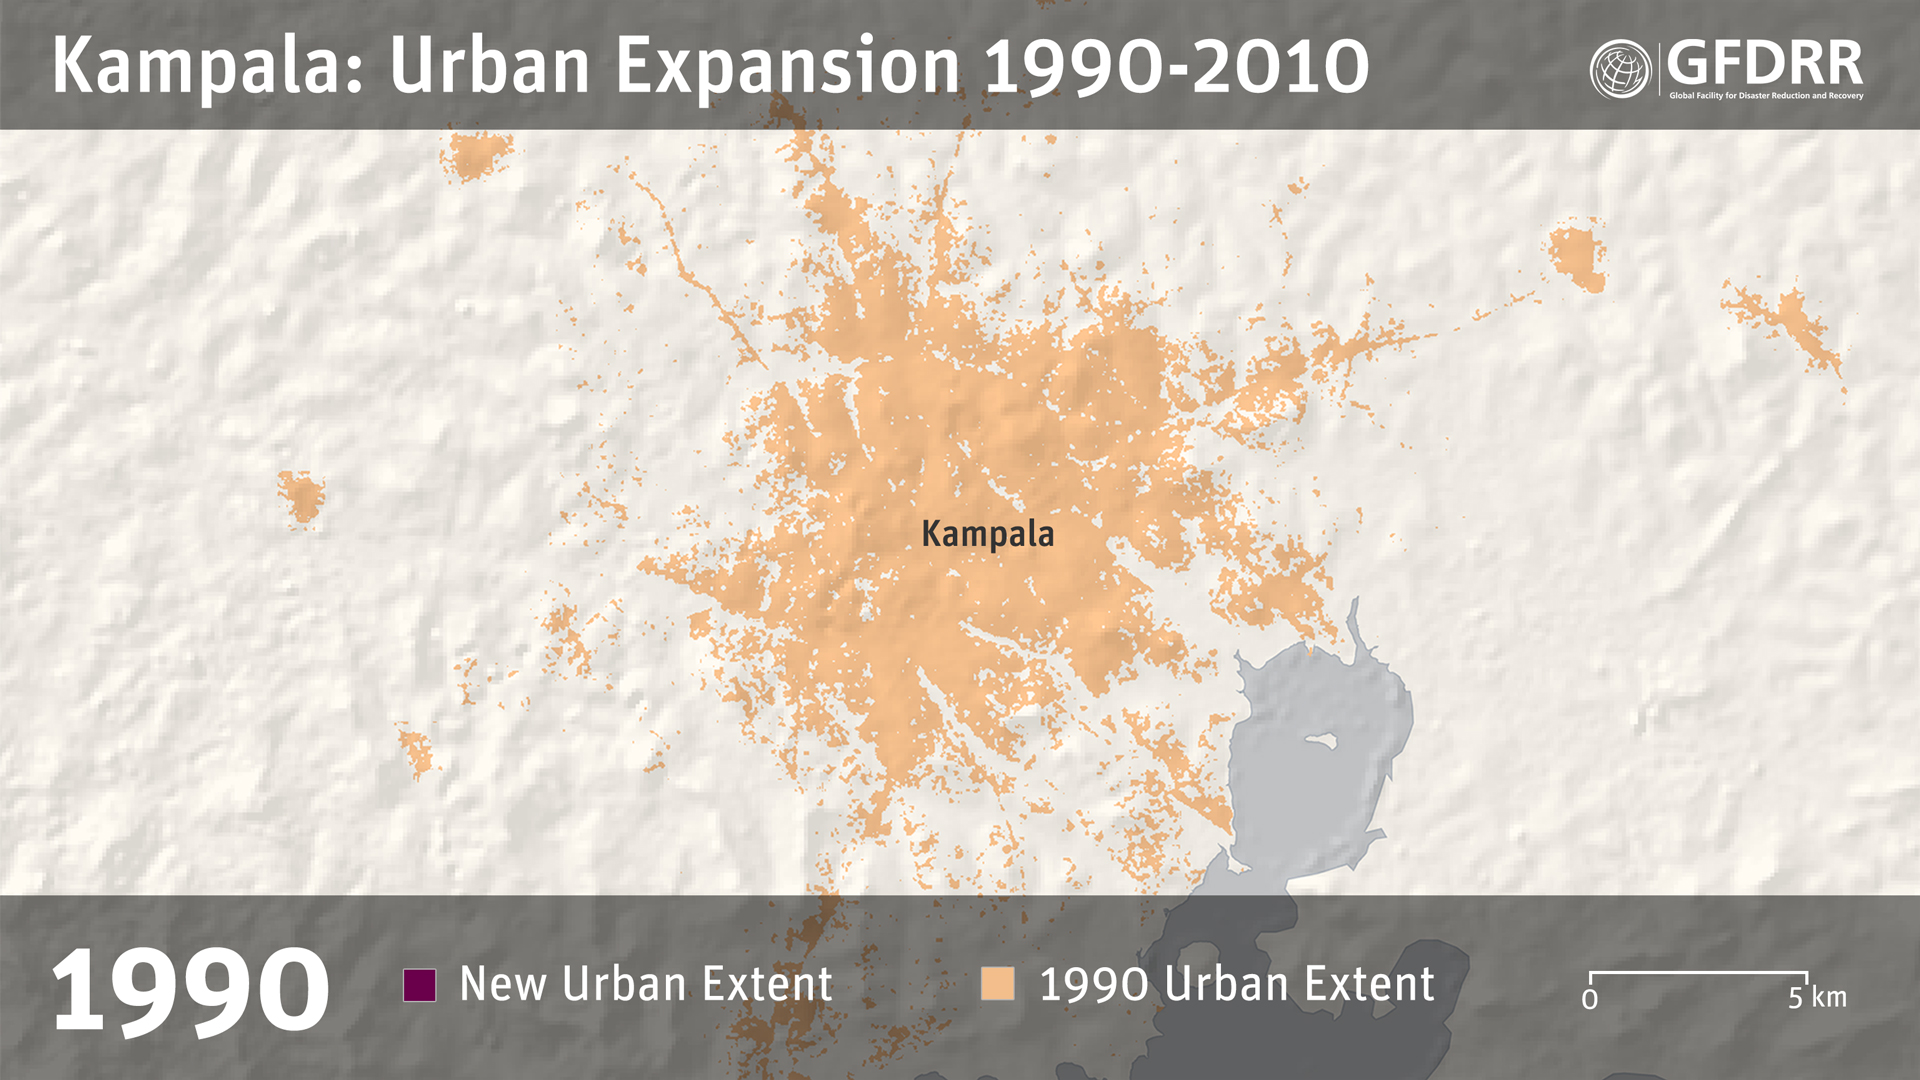 Kampala: Urban Expansion 1990-2010
GFDRR
Global Facility for Disaster Reduction and Recovery
Kampala
1990
New Urban Extent
1990 Urban Extent
0
5 km